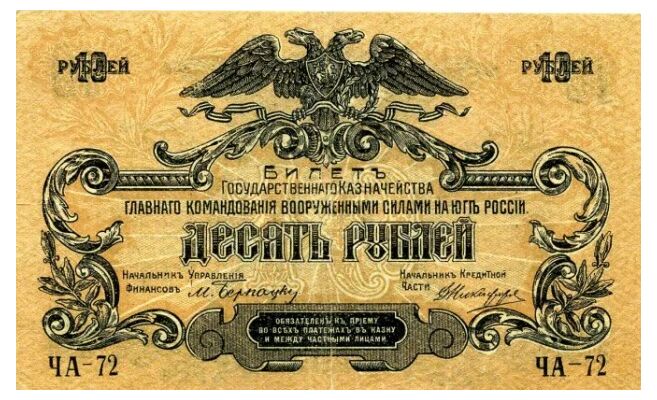 10 РУБЛЕЙ
10 РУБЛЕЙ
БИЛЕТЪ
ГОСУДАРСТВЕННАГО КАЗНАЧЕЙСТВА
ГЛАВНАГО КОМАНДОВАНІЯ ВООРУЖЕННЫМИ СИЛАМИ НА ЮГѢ РОССІИ.
ДЕСЯТЬ РУБЛЕЙ
НАЧАЛЬНИКЪ УПРАВЛЕНІЯ
ФИНАНСОВЪ
НАЧАЛЬНИКЪ КРЕДИТНОЙ
ЧАСТИ
ОБЯЗАТЕЛЕНЪ КЪ ПРІЕМУ
ВО ВСѢХЪ ПЛАТЕЖАХЪ ВЪ КАЗНУ
И МЕЖДУ ЧАСТНЫМИ ЛИЦАМИ.
ЧА-72
ЧА-72